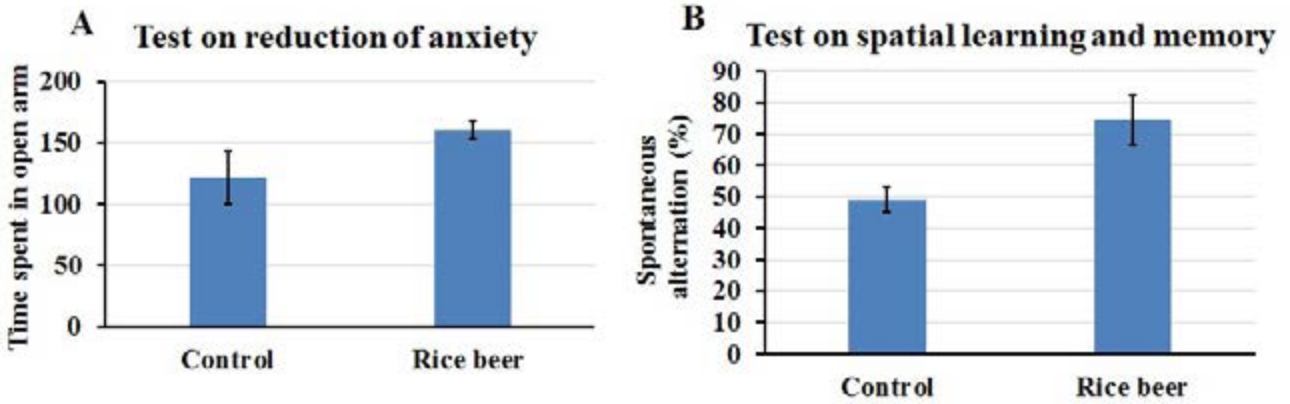 A
Test on reduction of anxiety
Time spent in open arm
200
150
100
50
0
Control
Rice beer
B
Test on spatial learning and memory
Spontaneous
alternation (%)
90
80
70
60
50
40
30
20
10
0
Control
Rice beer